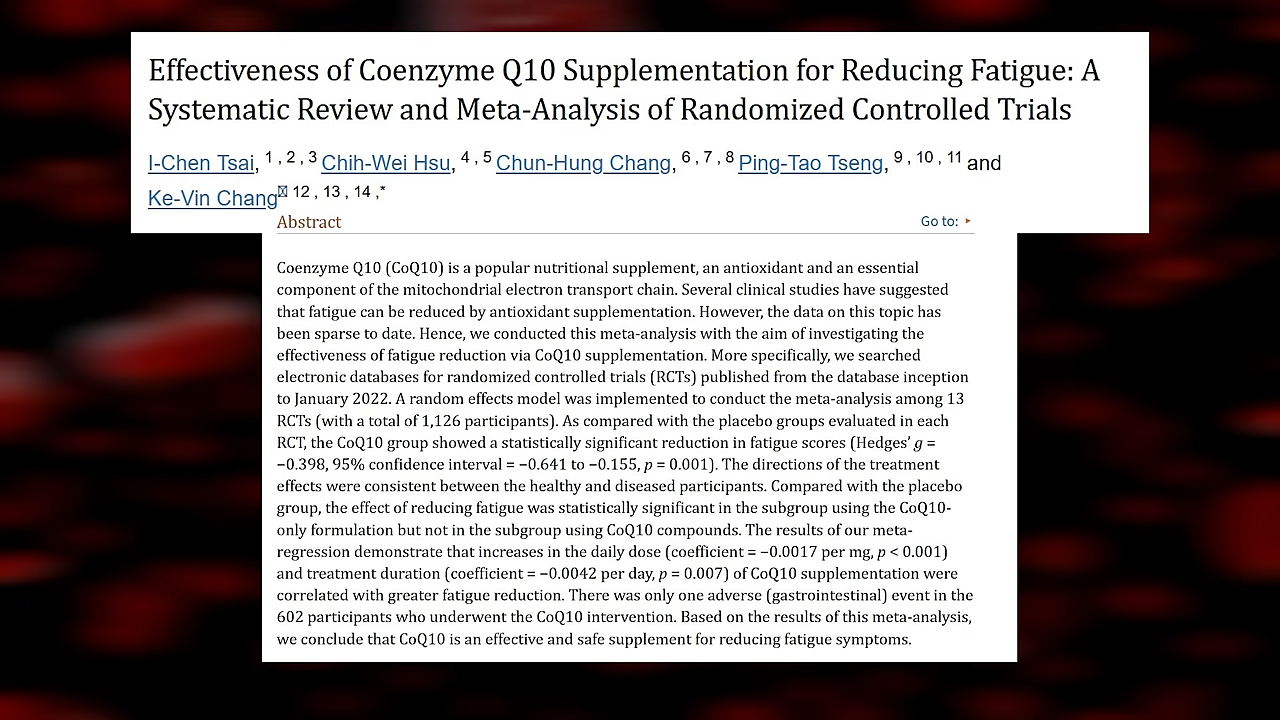 Effectiveness of Coenzyme Q10 Supplementation for Reducing Fatigue: A
Systematic Review and Meta-Analysis of Randomized Controlled Trials
I-Chen Tsai, 1 , 2 , 3 Chih-Wei Hsu, 4 , 5 Chun-Hung Chang, 6 , 7 , 8 Ping-Tao Tseng, 9 , 10 , 11 and
Ke-Vin Chang 12 , 13 , 14 ,*
Abstract
Go to:
Coenzyme Q10 (CoQ10) is a popular nutritional supplement, an antioxidant and an essential
component of the mitochondrial electron transport chain. Several clinical studies have suggested
that fatigue can be reduced by antioxidant supplementation. However, the data on this topic has
been sparse to date. Hence, we conducted this meta-analysis with the aim of investigating the
effectiveness of fatigue reduction via CoQ10 supplementation. More specifically, we searched
electronic databases for randomized controlled trials (RCTs) published from the database inception
to January 2022. A random effects model was implemented to conduct the meta-analysis among 13
RCTs (with a total of 1,126 participants). As compared with the placebo groups evaluated in each
RCT, the CoQ10 group showed a statistically significant reduction in fatigue scores (Hedges’ g =
−0.398, 95% confidence interval = −0.641 to −0.155, p = 0.001). The directions of the treatment
effects were consistent between the healthy and diseased participants. Compared with the placebo
group, the effect of reducing fatigue was statistically significant in the subgroup using the CoQ10-
only formulation but not in the subgroup using CoQ10 compounds. The results of our meta-
regression demonstrate that increases in the daily dose (coefficient = −0.0017 per mg, p < 0.001)
and treatment duration (coefficient = −0.0042 per day, p = 0.007) of CoQ10 supplementation were
correlated with greater fatigue reduction. There was only one adverse (gastrointestinal) event in the
602 participants who underwent the CoQ10 intervention. Based on the results of this meta-analysis,
we conclude that CoQ10 is an effective and safe supplement for reducing fatigue symptoms.